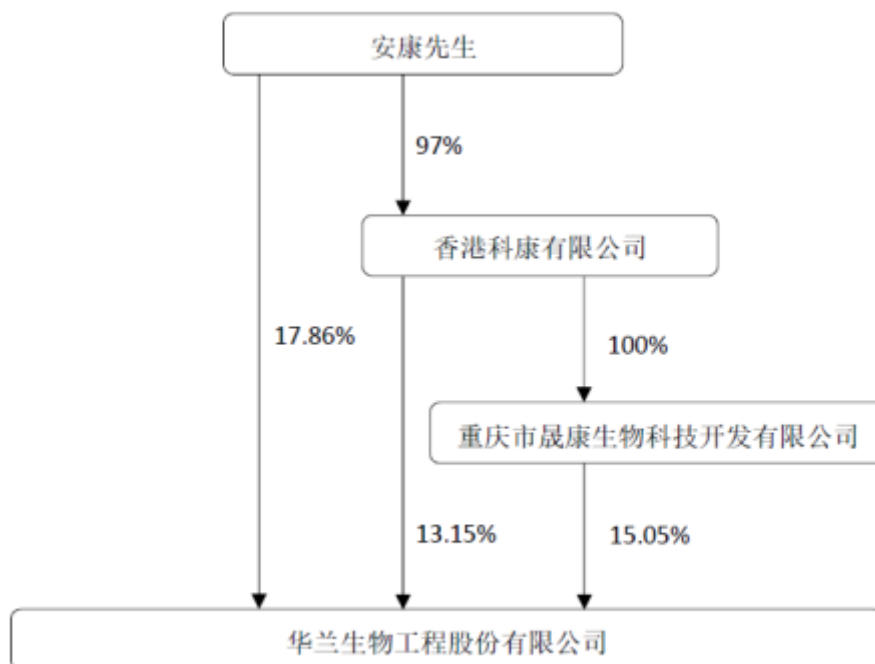 安康先生
97%
香港科康有限公司
17.86%
100%
重庆市晟康生物科技开发有限公司
13.15%
15.05%
华兰生物工程股份有限公司